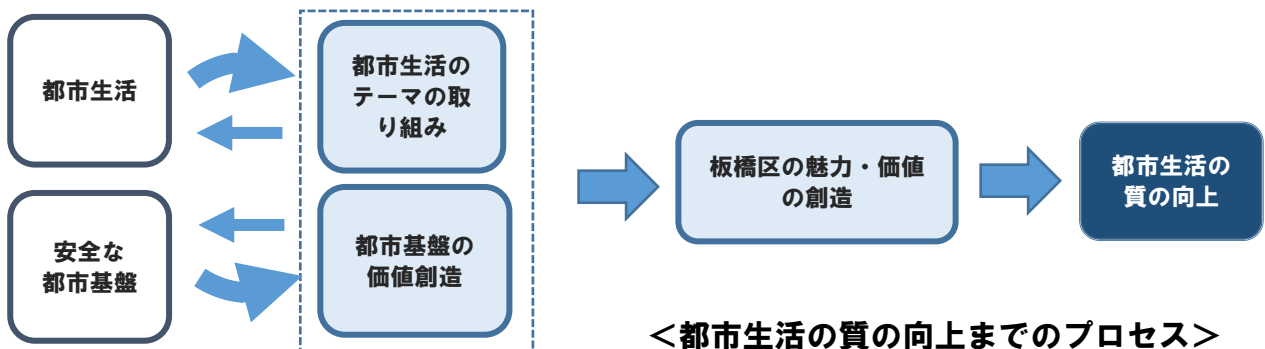 都市生活
都市生活の
テーマの取
り組み
安全な
都市基盤
都市基盤の
価値創造
板橋区の魅力・価値
の創造
都市生活の
質の向上
＜都市生活の質の向上までのプロセス＞